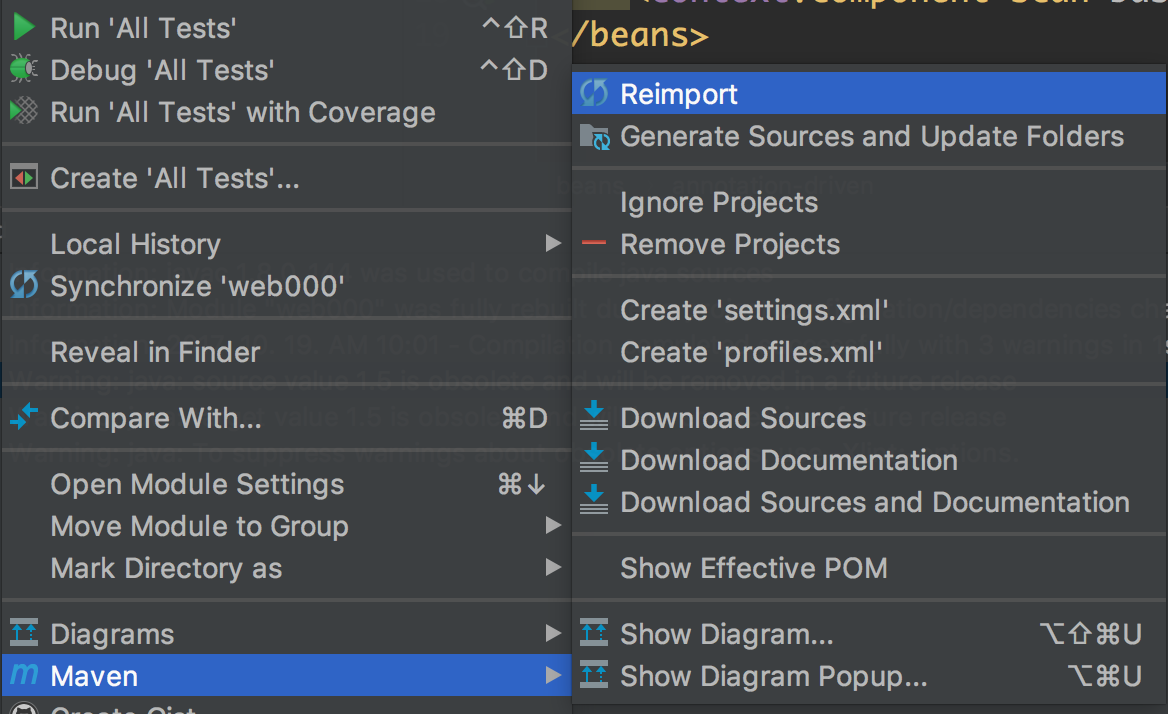 Run 'All Tests' ^⇧R
Debug 'All Tests' ^⇧D
Run 'All Tests' with Coverage
Create 'All Tests'...
Local History
Synchronize 'web000'
Reveal in Finder
Compare With... ⌘D
Open Module Settings ⌘↓
Move Module to Group
Mark Directory as
Diagrams
Maven
Create Gist
</beans>
Reimport
Generate Sources and Update Folders
Ignore Projects
Remove Projects
Create 'settings.xml'
Create 'profiles.xml'
Download Sources
Download Documentation
Download Sources and Documentation
Show Effective POM
Show Diagram... ⌥⇧⌘U
Show Diagram Popup... ⌥⌘U